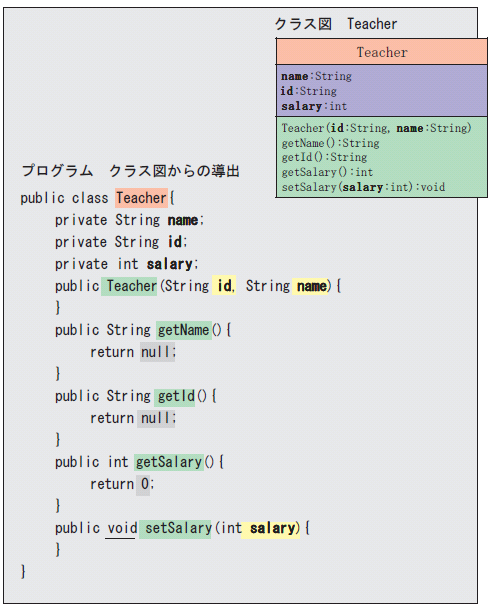 クラス図　Teacher
Teacher
name:String
id:String
salary:int
Teacher(id:String, name:String)
getName():String
getId():String
getSalary():int
setSalary(salary:int):void
プログラム　クラス図からの導出
public class Teacher{
private String name;
private String id;
private int salary;
public Teacher(String id, String name){
}
public String getName(){
return null;
}
public String getId(){
return null;
}
public int getSalary(){
return 0;
}
public void setSalary(int salary){
}
}